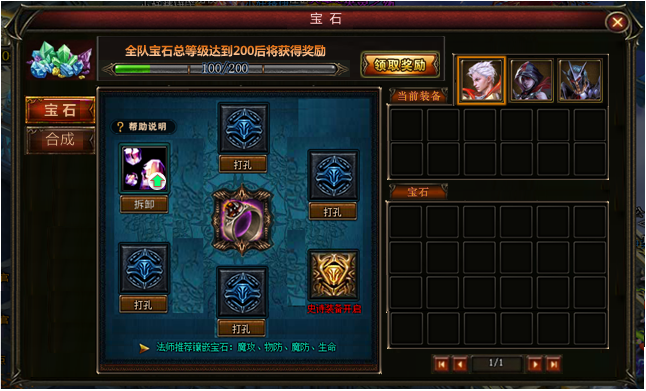 宝石
全队宝石总等级达到200后将获得奖励
100/200
领取奖励
宝石
合成
? 帮助说明
打孔
拆卸
打孔
打孔
打孔
史诗装备开启
法师推荐镶嵌宝石：魔攻、物防、魔防、生命
当前装备
宝石
1/1